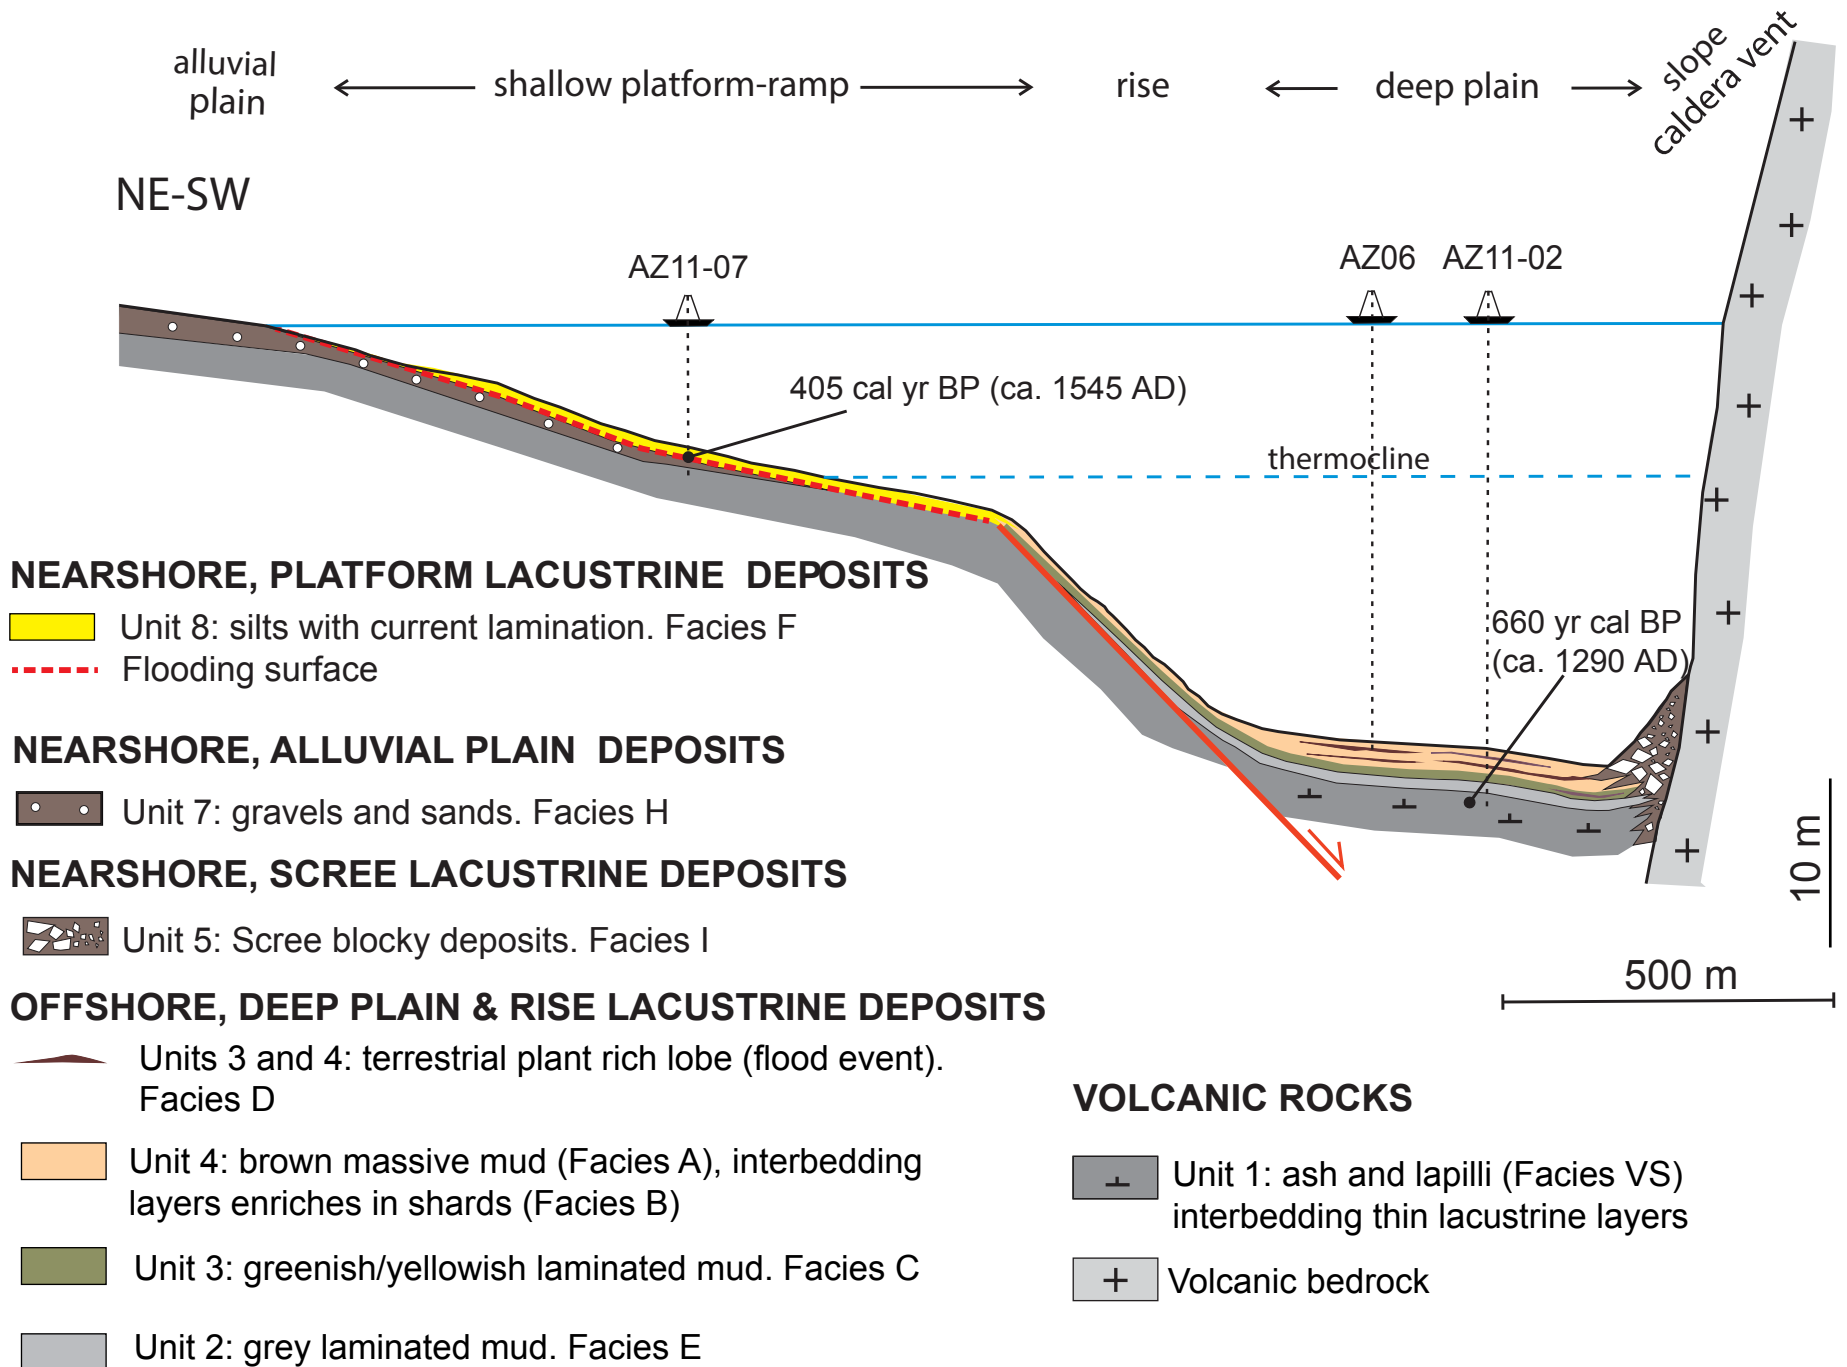 alluvial
plain
shallow platform-ramp
rise
deep plain
slope
caldera vent
NE-SW
AZ11-07
AZ06
AZ11-02
405 cal yr BP (ca. 1545 AD)
thermocline
660 yr cal BP
(ca. 1290 AD)
10 m
500 m
NEARSHORE, PLATFORM LACUSTRINE DEPOSITS
Unit 8: silts with current lamination. Facies F
Flooding surface
NEARSHORE, ALLUVIAL PLAIN DEPOSITS
Unit 7: gravels and sands. Facies H
NEARSHORE, SCREE LACUSTRINE DEPOSITS
Unit 5: Scree blocky deposits. Facies I
OFFSHORE, DEEP PLAIN & RISE LACUSTRINE DEPOSITS
Units 3 and 4: terrestrial plant rich lobe (flood event).
Facies D
Unit 4: brown massive mud (Facies A), interbedding
layers enriches in shards (Facies B)
Unit 3: greenish/yellowish laminated mud. Facies C
Unit 2: grey laminated mud. Facies E
VOLCANIC ROCKS
Unit 1: ash and lapilli (Facies VS)
interbedding thin lacustrine layers
Volcanic bedrock